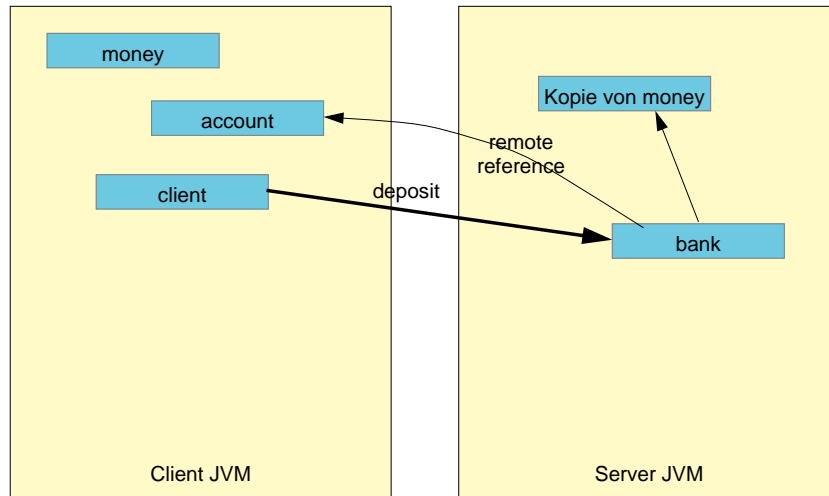 money
account
client
Client JVM
deposit
remote
reference
Kopie von money
bank
Server JVM